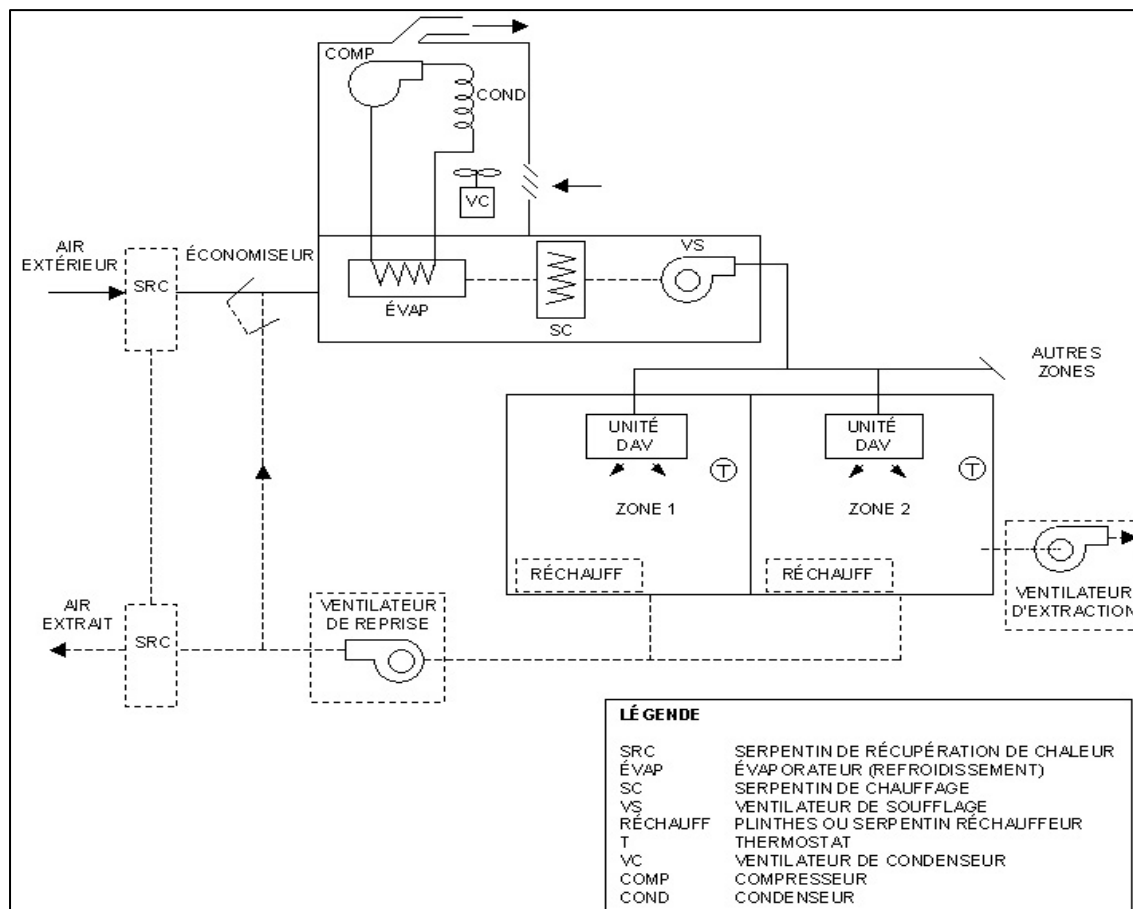 COMP
COND
VC
AIR
EXTÉRIEUR
SRC
ÉCONOMISEUR
ÉVAP
SC
VS
AUTRES
ZONES
UNITÉ
DAV
T
ZONE 1
RÉCHAUFF
UNITÉ
DAV
T
ZONE 2
RÉCHAUFF
VENTILATEUR
D'EXTRACTION
AIR
EXTRAIT
SRC
VENTILATEUR
DE REPRISE
LÉGENDE
SRC SERPENTIN DE RÉCUPÉRATION DE CHALEUR
ÉVAP ÉVAPORATEUR (REFROIDISSEMENT)
SC SERPENTIN DE CHAUFFAGE
VS VENTILATEUR DE SOUFFLAGE
RÉCHAUFF PLINTHES OU SERPENTIN RÉCHAUFFEUR
T THERMOSTAT
VC VENTILATEUR DE CONDENSEUR
COMP COMPRESSEUR
COND CONDENSEUR